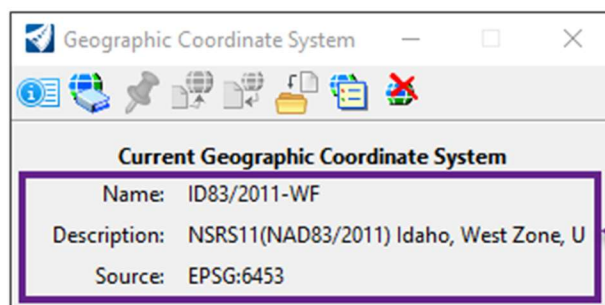 Geographic Coordinate System
Current Geographic Coordinate System
Name: ID83/2011-WF
Description: NSRS11(NAD83/2011) Idaho, West Zone, U
Source: EPSG:6453